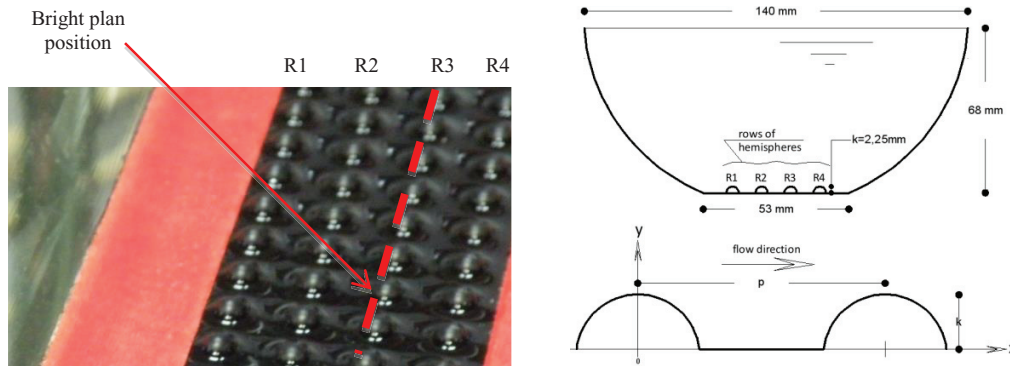 Bright plan
position
R1 R2 R3 R4
140 mm
68 mm
rows of
hemispheres
k=2,25mm
R1 R2 R3 R4
53 mm
y
flow direction
p
k
0